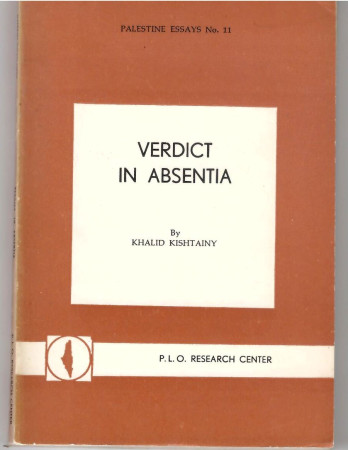 PALESTINE ESSAYS No. 11
VERDICT
IN ABSENTIA
By
KHALID KISHTAINY
P.L.O. RESEARCH CENTER